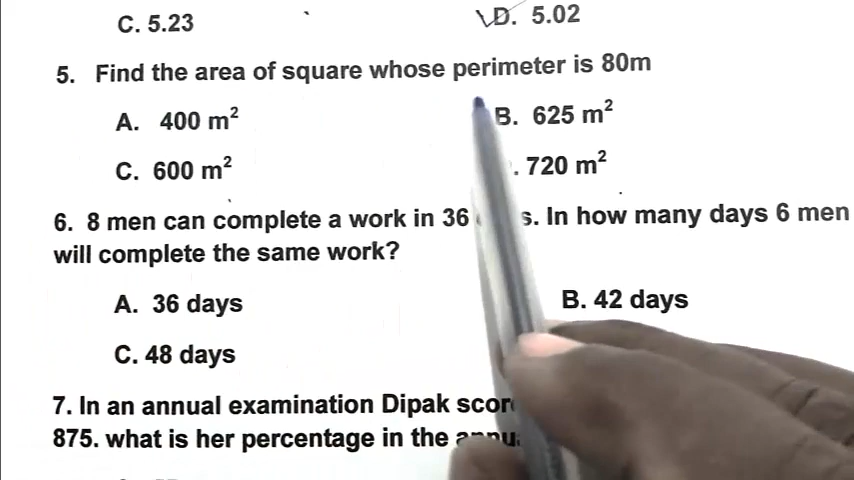 C. 5.23 D. 5.02
5. Find the area of square whose perimeter is 80m
A. 400 m² B. 625 m²
C. 600 m² . 720 m²
6. 8 men can complete a work in 36 s. In how many days 6 men
will complete the same work?
A. 36 days B. 42 days
C. 48 days
7. In an annual examination Dipak scor
875. what is her percentage in the annu